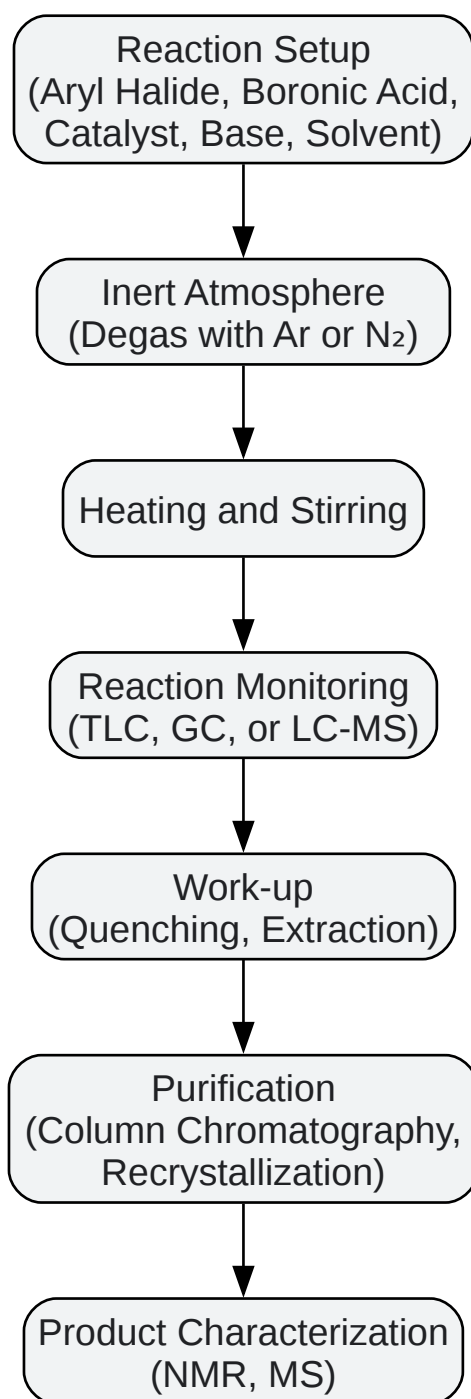 Reaction Setup
(Aryl Halide, Boronic Acid,
Catalyst, Base, Solvent)
Inert Atmosphere
(Degas with Ar or N₂)
Heating and Stirring
Reaction Monitoring
(TLC, GC, or LC-MS)
Work-up
(Quenching, Extraction)
Purification
(Column Chromatography,
Recrystallization)
Product Characterization
(NMR, MS)